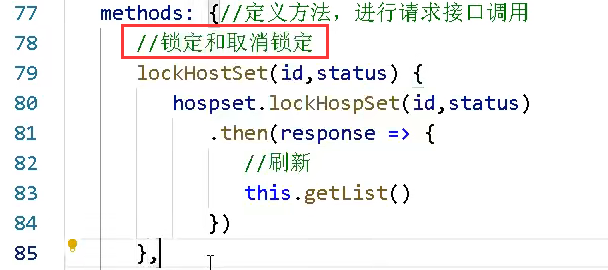 77 methods: {//定义方法，进行请求接口调用
78 //锁定和取消锁定
79 lockHostSet(id,status) {
80 hospset.lockHospSet(id,status)
81 .then(response => {
82 //刷新
83 this.getList()
84 })
85 },